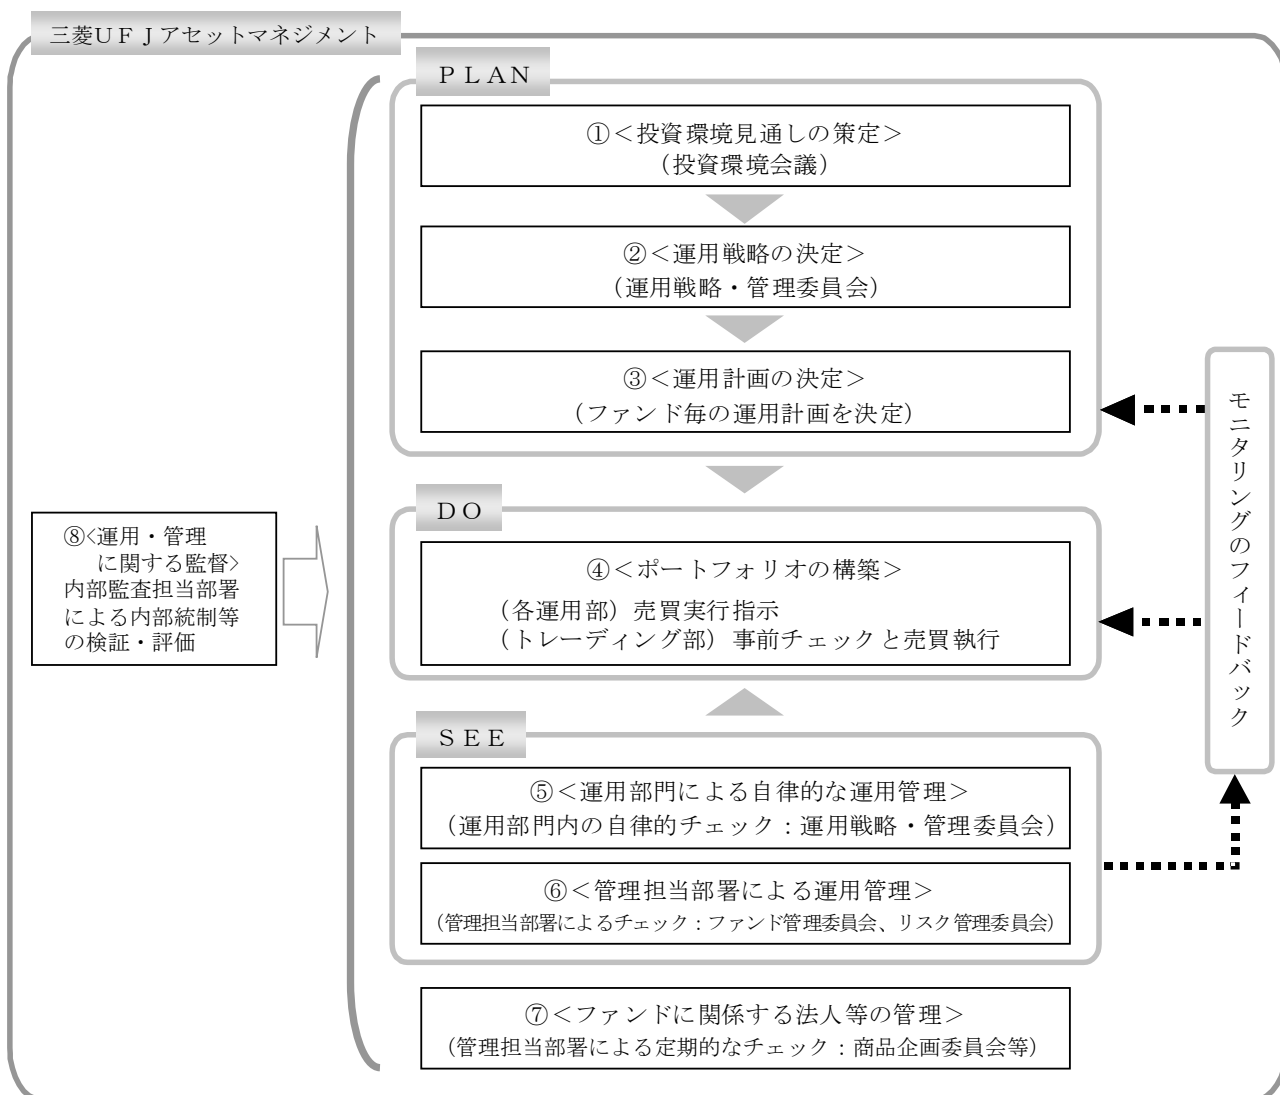 三菱UFJアセットマネジメント
PLAN
①<投資環境見通しの策定>
(投資環境会議)
②<運用戦略の決定>
(運用戦略・管理委員会)
③<運用計画の決定>
(ファンド毎の運用計画を決定)
DO
④<ポートフォリオの構築>
(各運用部)売買実行指示
(トレーディング部)事前チェックと売買執行
SEE
⑤<運用部門による自律的な運用管理>
(運用部門内の自律的チェック:運用戦略・管理委員会)
⑥<管理担当部署による運用管理>
(管理担当部署によるチェック:ファンド管理委員会、リスク管理委員会)
⑦<ファンドに関係する法人等の管理>
(管理担当部署による定期的なチェック:商品企画委員会等)
⑧<運用・管理
に関する監督>
内部監査担当部署
による内部統制等
の検証・評価
モニタリングのフィードバック